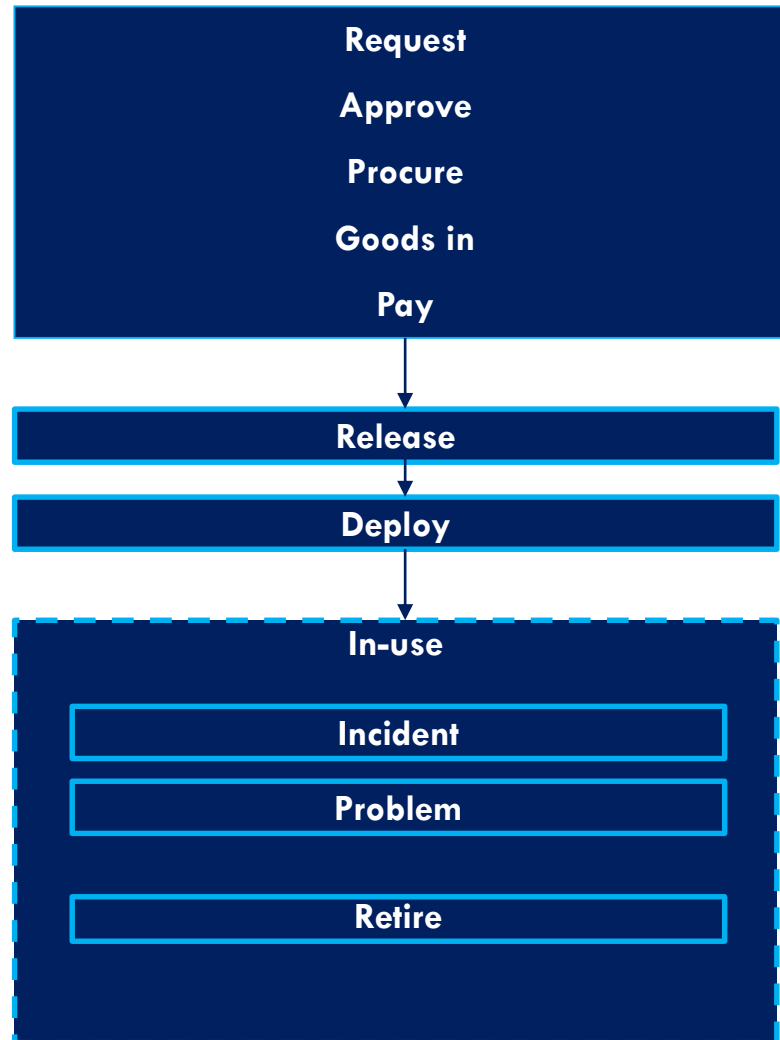 Request
Approve
Procure
Goods in
Pay
Release
Deploy
In-use
Incident
Problem
Retire